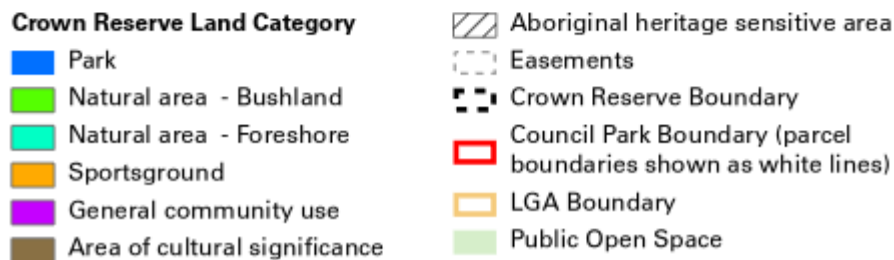 Crown Reserve Land Category
Park
Natural area - Bushland
Natural area - Foreshore
Sportsground
General community use
Area of cultural significance
Aboriginal heritage sensitive area
Easements
Crown Reserve Boundary
Council Park Boundary (parcel
boundaries shown as white lines)
LGA Boundary
Public Open Space